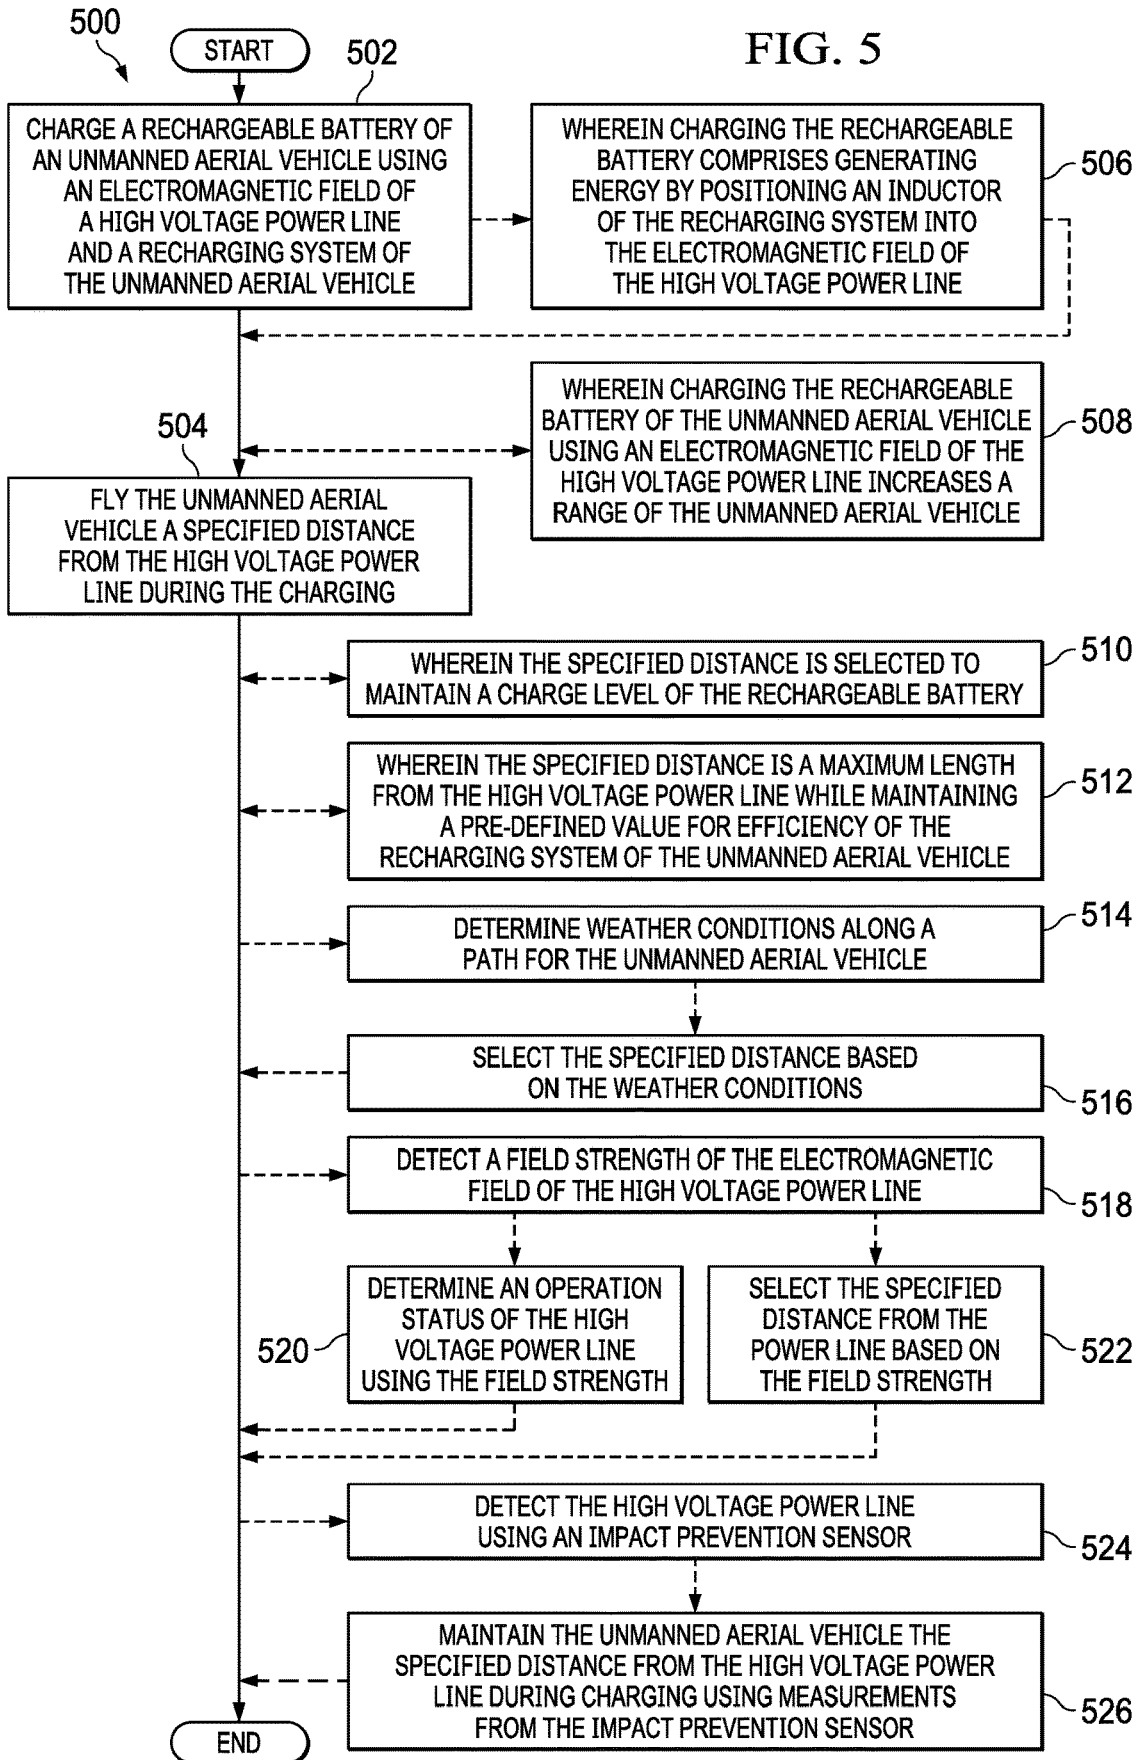 500
START
FIG. 5
502
CHARGE A RECHARGEABLE BATTERY OF
AN UNMANNED AERIAL VEHICLE USING
AN ELECTROMAGNETIC FIELD OF
A HIGH VOLTAGE POWER LINE
AND A RECHARGING SYSTEM OF
THE UNMANNED AERIAL VEHICLE
WHEREIN CHARGING THE RECHARGEABLE
BATTERY COMPRISES GENERATING
ENERGY BY POSITIONING AN INDUCTOR
OF THE RECHARGING SYSTEM INTO
THE ELECTROMAGNETIC FIELD OF
THE HIGH VOLTAGE POWER LINE
506
WHEREIN CHARGING THE RECHARGEABLE
BATTERY OF THE UNMANNED AERIAL VEHICLE
USING AN ELECTROMAGNETIC FIELD OF THE
HIGH VOLTAGE POWER LINE INCREASES A
RANGE OF THE UNMANNED AERIAL VEHICLE
508
504
FLY THE UNMANNED AERIAL
VEHICLE A SPECIFIED DISTANCE
FROM THE HIGH VOLTAGE POWER
LINE DURING THE CHARGING
WHEREIN THE SPECIFIED DISTANCE IS SELECTED TO
MAINTAIN A CHARGE LEVEL OF THE RECHARGEABLE BATTERY
510
WHEREIN THE SPECIFIED DISTANCE IS A MAXIMUM LENGTH
FROM THE HIGH VOLTAGE POWER LINE WHILE MAINTAINING
A PRE-DEFINED VALUE FOR EFFICIENCY OF THE
RECHARGING SYSTEM OF THE UNMANNED AERIAL VEHICLE
512
DETERMINE WEATHER CONDITIONS ALONG A
PATH FOR THE UNMANNED AERIAL VEHICLE
514
SELECT THE SPECIFIED DISTANCE BASED
ON THE WEATHER CONDITIONS
516
DETECT A FIELD STRENGTH OF THE ELECTROMAGNETIC
FIELD OF THE HIGH VOLTAGE POWER LINE
518
DETERMINE AN OPERATION
STATUS OF THE HIGH
VOLTAGE POWER LINE
USING THE FIELD STRENGTH
520
SELECT THE SPECIFIED
DISTANCE FROM THE
POWER LINE BASED ON
THE FIELD STRENGTH
522
DETECT THE HIGH VOLTAGE POWER LINE
USING AN IMPACT PREVENTION SENSOR
524
MAINTAIN THE UNMANNED AERIAL VEHICLE THE
SPECIFIED DISTANCE FROM THE HIGH VOLTAGE POWER
LINE DURING CHARGING USING MEASUREMENTS
FROM THE IMPACT PREVENTION SENSOR
526
END